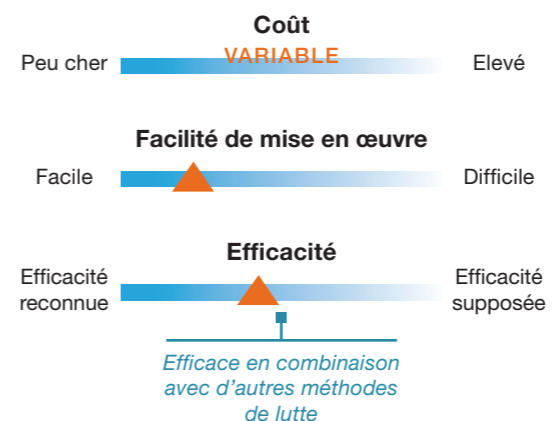 Coût
Peu cher VARIABLE Elevé
Facilité de mise en œuvre
Facile Difficile
Efficacité
Efficacité
reconnue
Efficacité
supposée
Efficace en combinaison
avec d’autres méthodes
de lutte